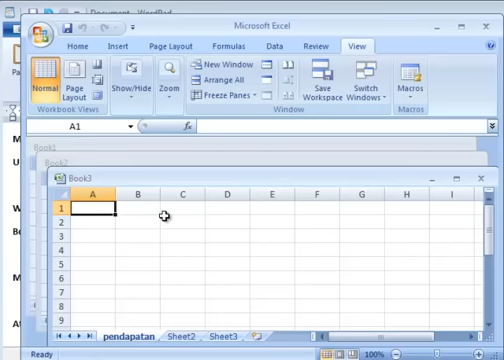 Document - WordPad
Microsoft Excel
Home Insert Page Layout Formulas Data Review View
Normal Page Layout Show/Hide Zoom New Window Arrange All Freeze Panes Save Workspace Switch Windows Macros
Workbook Views Window Macros
A1 fx
Book1
Book2
Book3
A B C D E F G H I
1
2
3
4
5
6
7
8
9
pendapatan Sheet2 Sheet3
Ready 100%